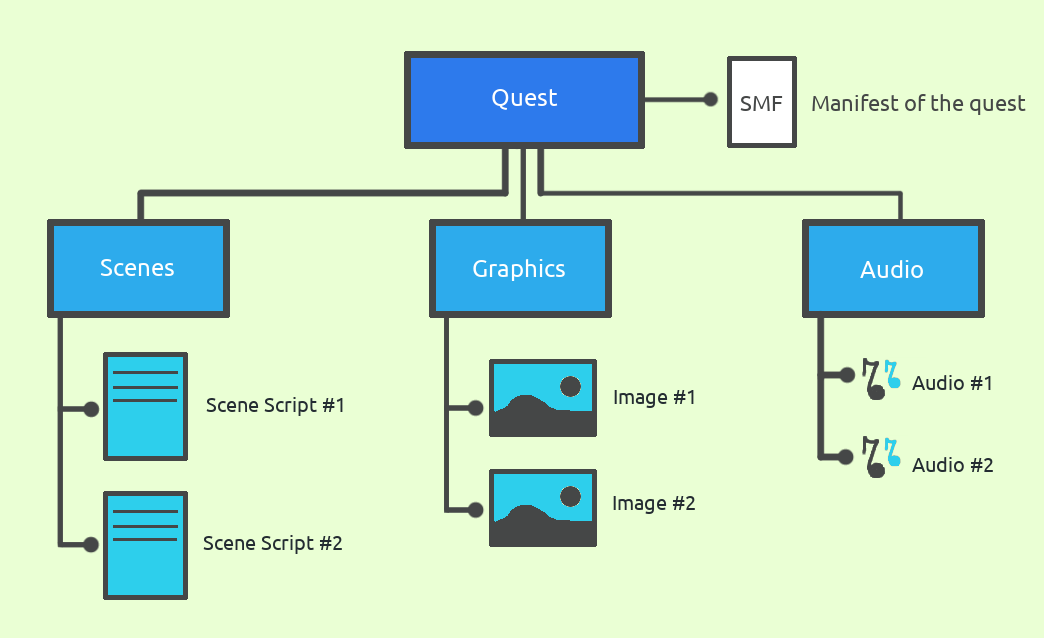 Quest
SMF
Manifest of the quest
Scenes
Graphics
Audio
Scene Script #1
Scene Script #2
Image #1
Image #2
Audio #1
Audio #2